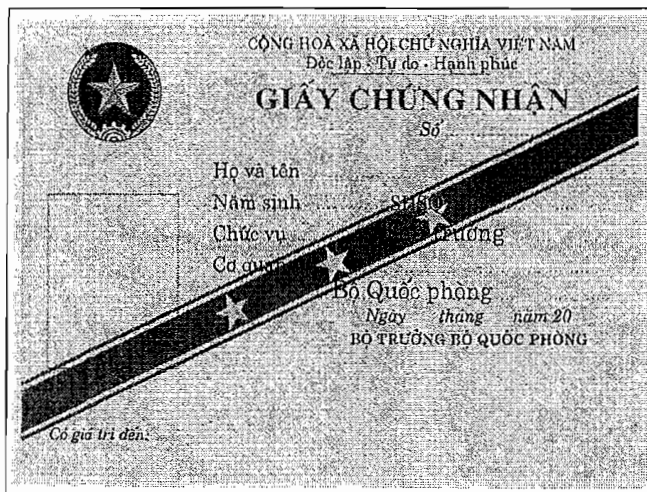 CỘNG HOÀ XÃ HỘI CHỦ NGHĨA VIỆT NAM
Độc lập - Tự do - Hạnh phúc
GIẤY CHỨNG NHẬN
Số
Họ và tên
Năm sinh
Chức vụ trưởng
Cơ quan
Bộ Quốc phòng
Ngày tháng năm 20
BỘ TRƯỞNG BỘ QUỐC PHÒNG
Có giá trị đến: